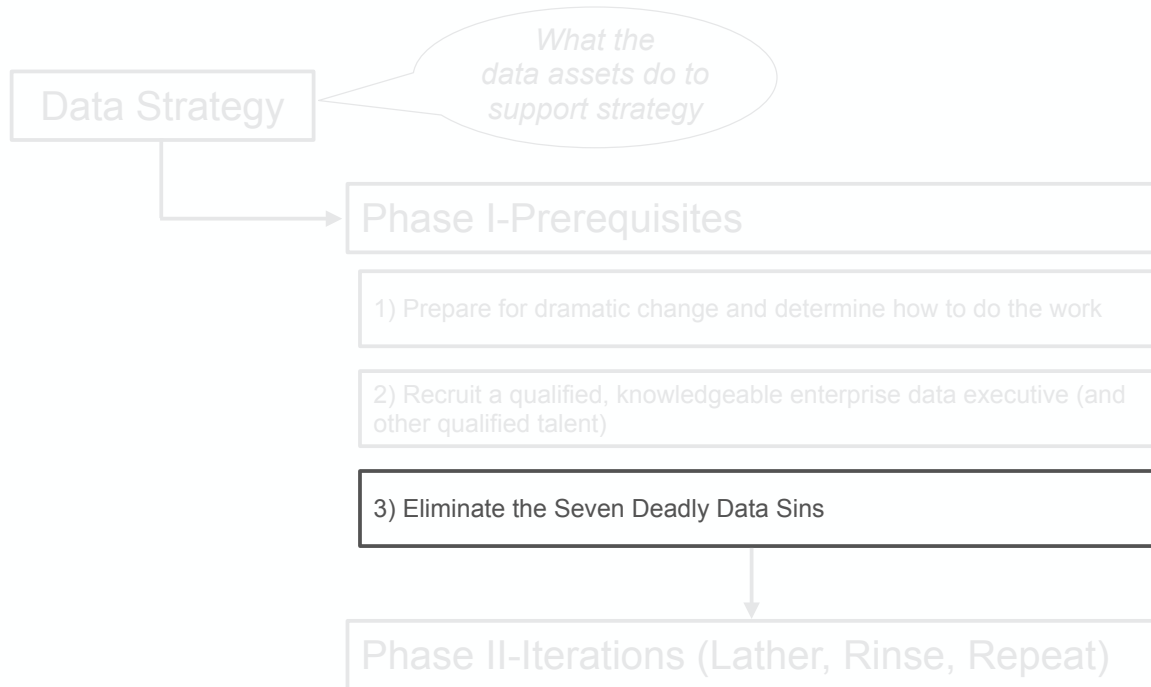 What the
data assets do to
support strategy
Data Strategy
Phase I-Prerequisites
1) Prepare for dramatic change and determine how to do the work
2) Recruit a qualified, knowledgeable enterprise data executive (and
other qualified talent)
3) Eliminate the Seven Deadly Data Sins
Phase II-Iterations (Lather, Rinse, Repeat)